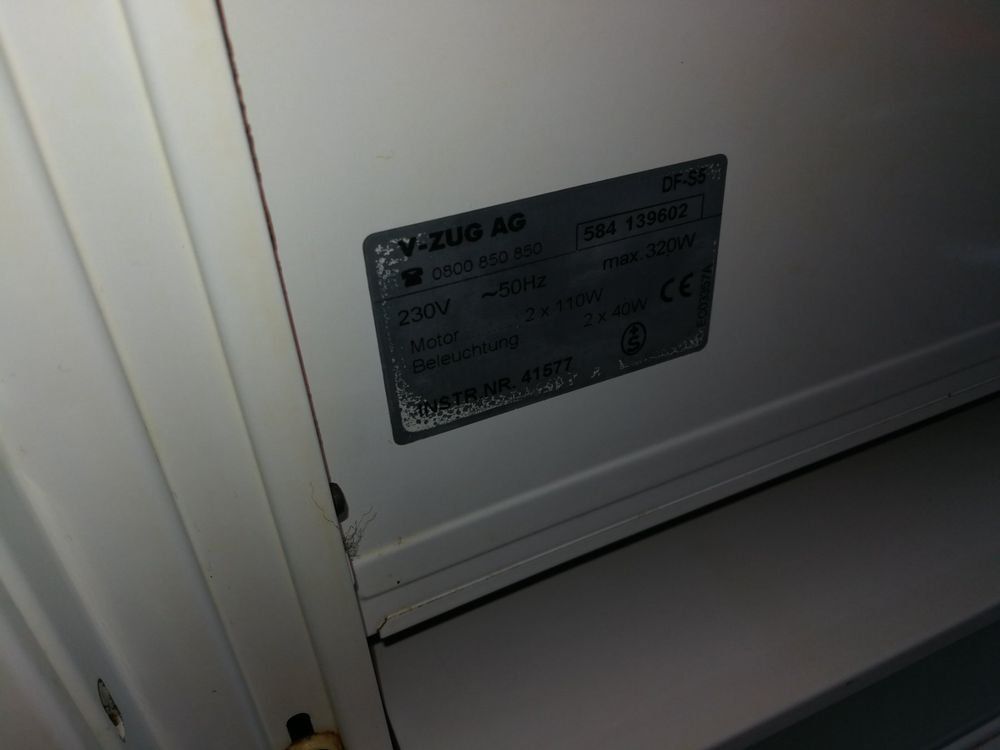 DF-S5
V-ZUG AG
584 139602
☎ 0800 850 850
230V ~50Hz max. 320W
Motor 2 x 110W
Beleuchtung 2 x 40W
CE
S
INSTR.NR. 41577